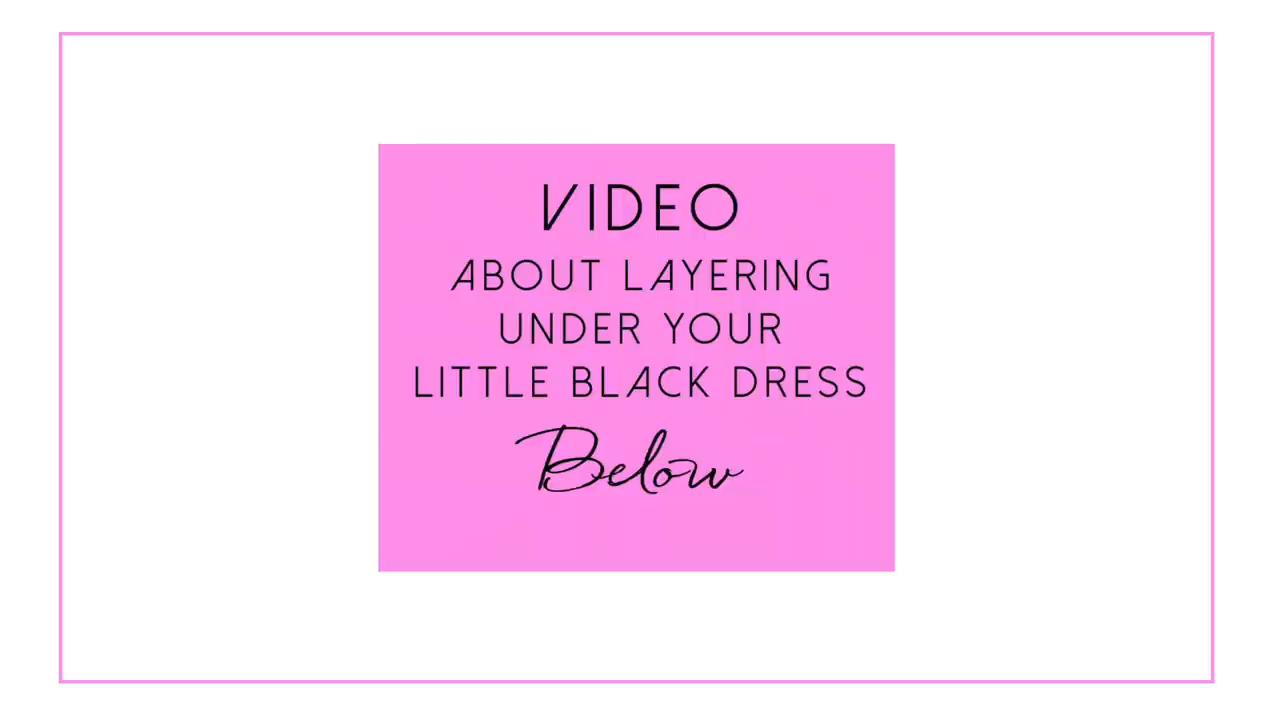 VIDEO
ABOUT LAYERING
UNDER YOUR
LITTLE BLACK DRESS
Below